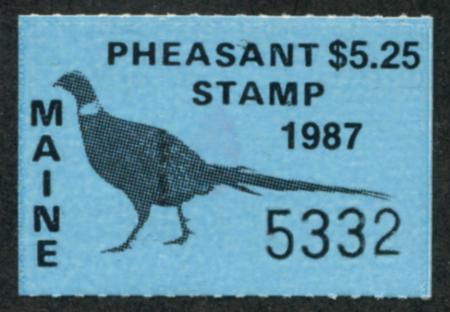 PHEASANT $5.25
STAMP
1987
MAINE
5332